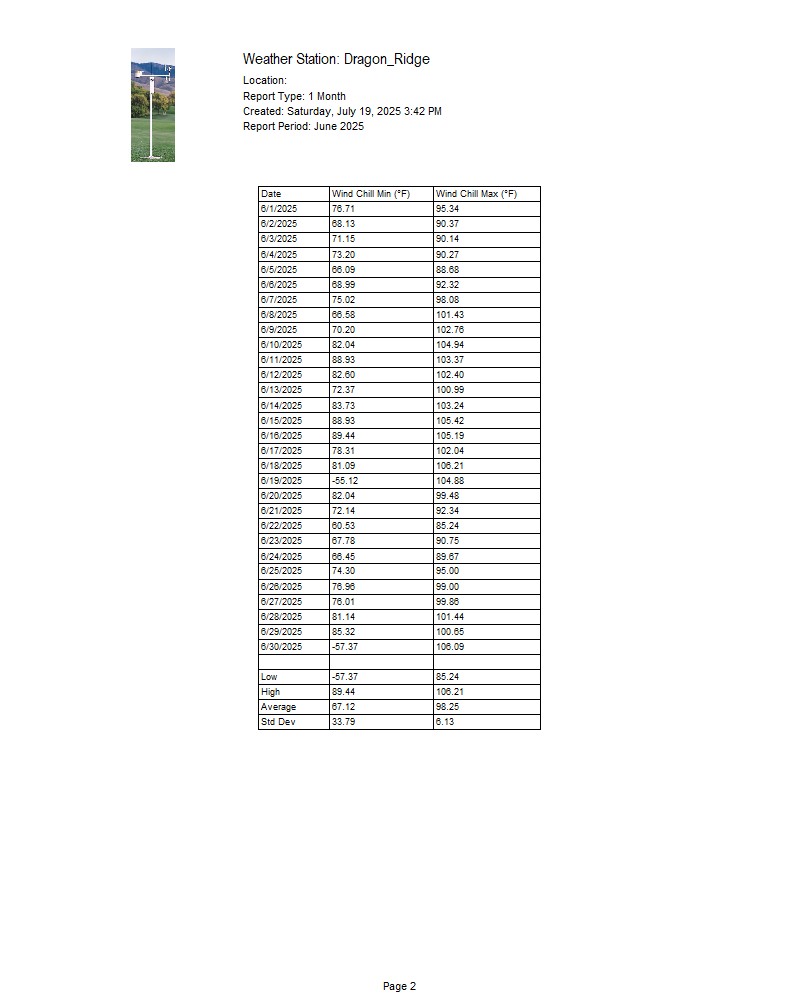 Weather Station: Dragon_Ridge
Location:
Report Type: 1 Month
Created: Saturday, July 19, 2025 3:42 PM
Report Period: June 2025
Date Wind Chill Min (°F) Wind Chill Max (°F)
6/1/2025 76.71 95.34
6/2/2025 68.13 90.37
6/3/2025 71.15 90.14
6/4/2025 73.20 90.27
6/5/2025 66.09 88.68
6/6/2025 68.99 92.32
6/7/2025 75.02 98.08
6/8/2025 66.58 101.43
6/9/2025 70.20 102.76
6/10/2025 82.04 104.94
6/11/2025 88.93 103.37
6/12/2025 82.60 102.40
6/13/2025 72.37 100.99
6/14/2025 83.73 103.24
6/15/2025 88.93 105.42
6/16/2025 89.44 105.19
6/17/2025 78.31 102.04
6/18/2025 81.09 106.21
6/19/2025 -55.12 104.88
6/20/2025 82.04 99.48
6/21/2025 72.14 92.34
6/22/2025 60.53 85.24
6/23/2025 67.78 90.75
6/24/2025 66.45 89.67
6/25/2025 74.30 95.00
6/26/2025 76.96 99.00
6/27/2025 76.01 99.86
6/28/2025 81.14 101.44
6/29/2025 85.32 100.65
6/30/2025 -57.37 106.09
Low -57.37 85.24
High 89.44 106.21
Average 67.12 98.25
Std Dev 33.79 6.13
Page 2